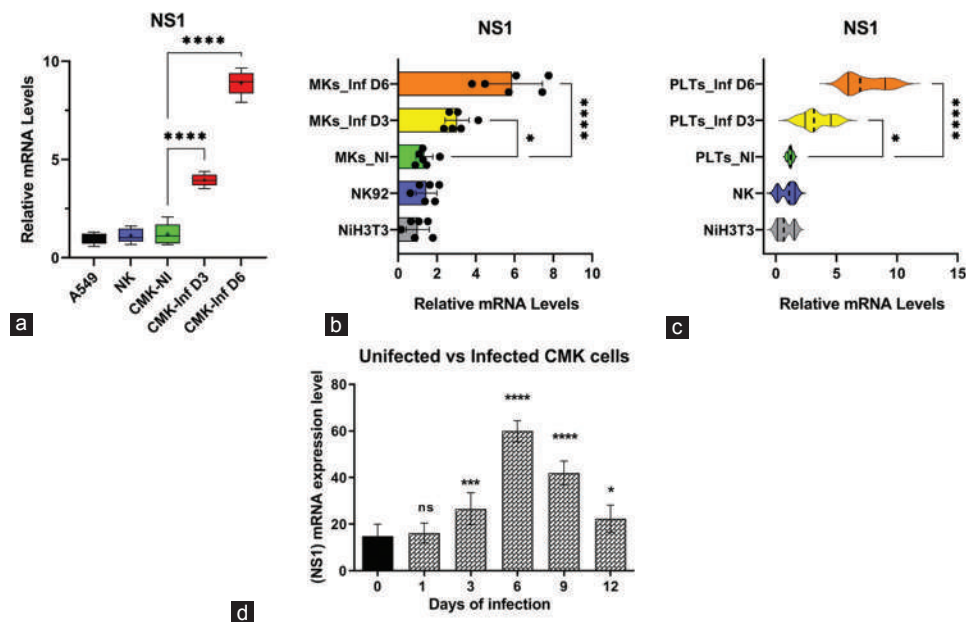 NS1
Relative mRNA Levels
10
5
0
****
****
A549
NK
CMK-NI
CMK-Inf D3
CMK-Inf D6
a
NS1
MKs_Inf D6
MKs_Inf D3
MKs_NI
NK92
NiH3T3
*
****
0 2 4 6 8 10
Relative mRNA Levels
b
NS1
PLTs_Inf D6
PLTs_Inf D3
PLTs_NI
NK
NiH3T3
*
****
0 5 10 15
Relative mRNA Levels
c
Unifected vs Infected CMK cells
(NS1) mRNA expression level
80
60
40
20
0
ns
***
****
****
*
0 1 3 6 9 12
Days of infection
d